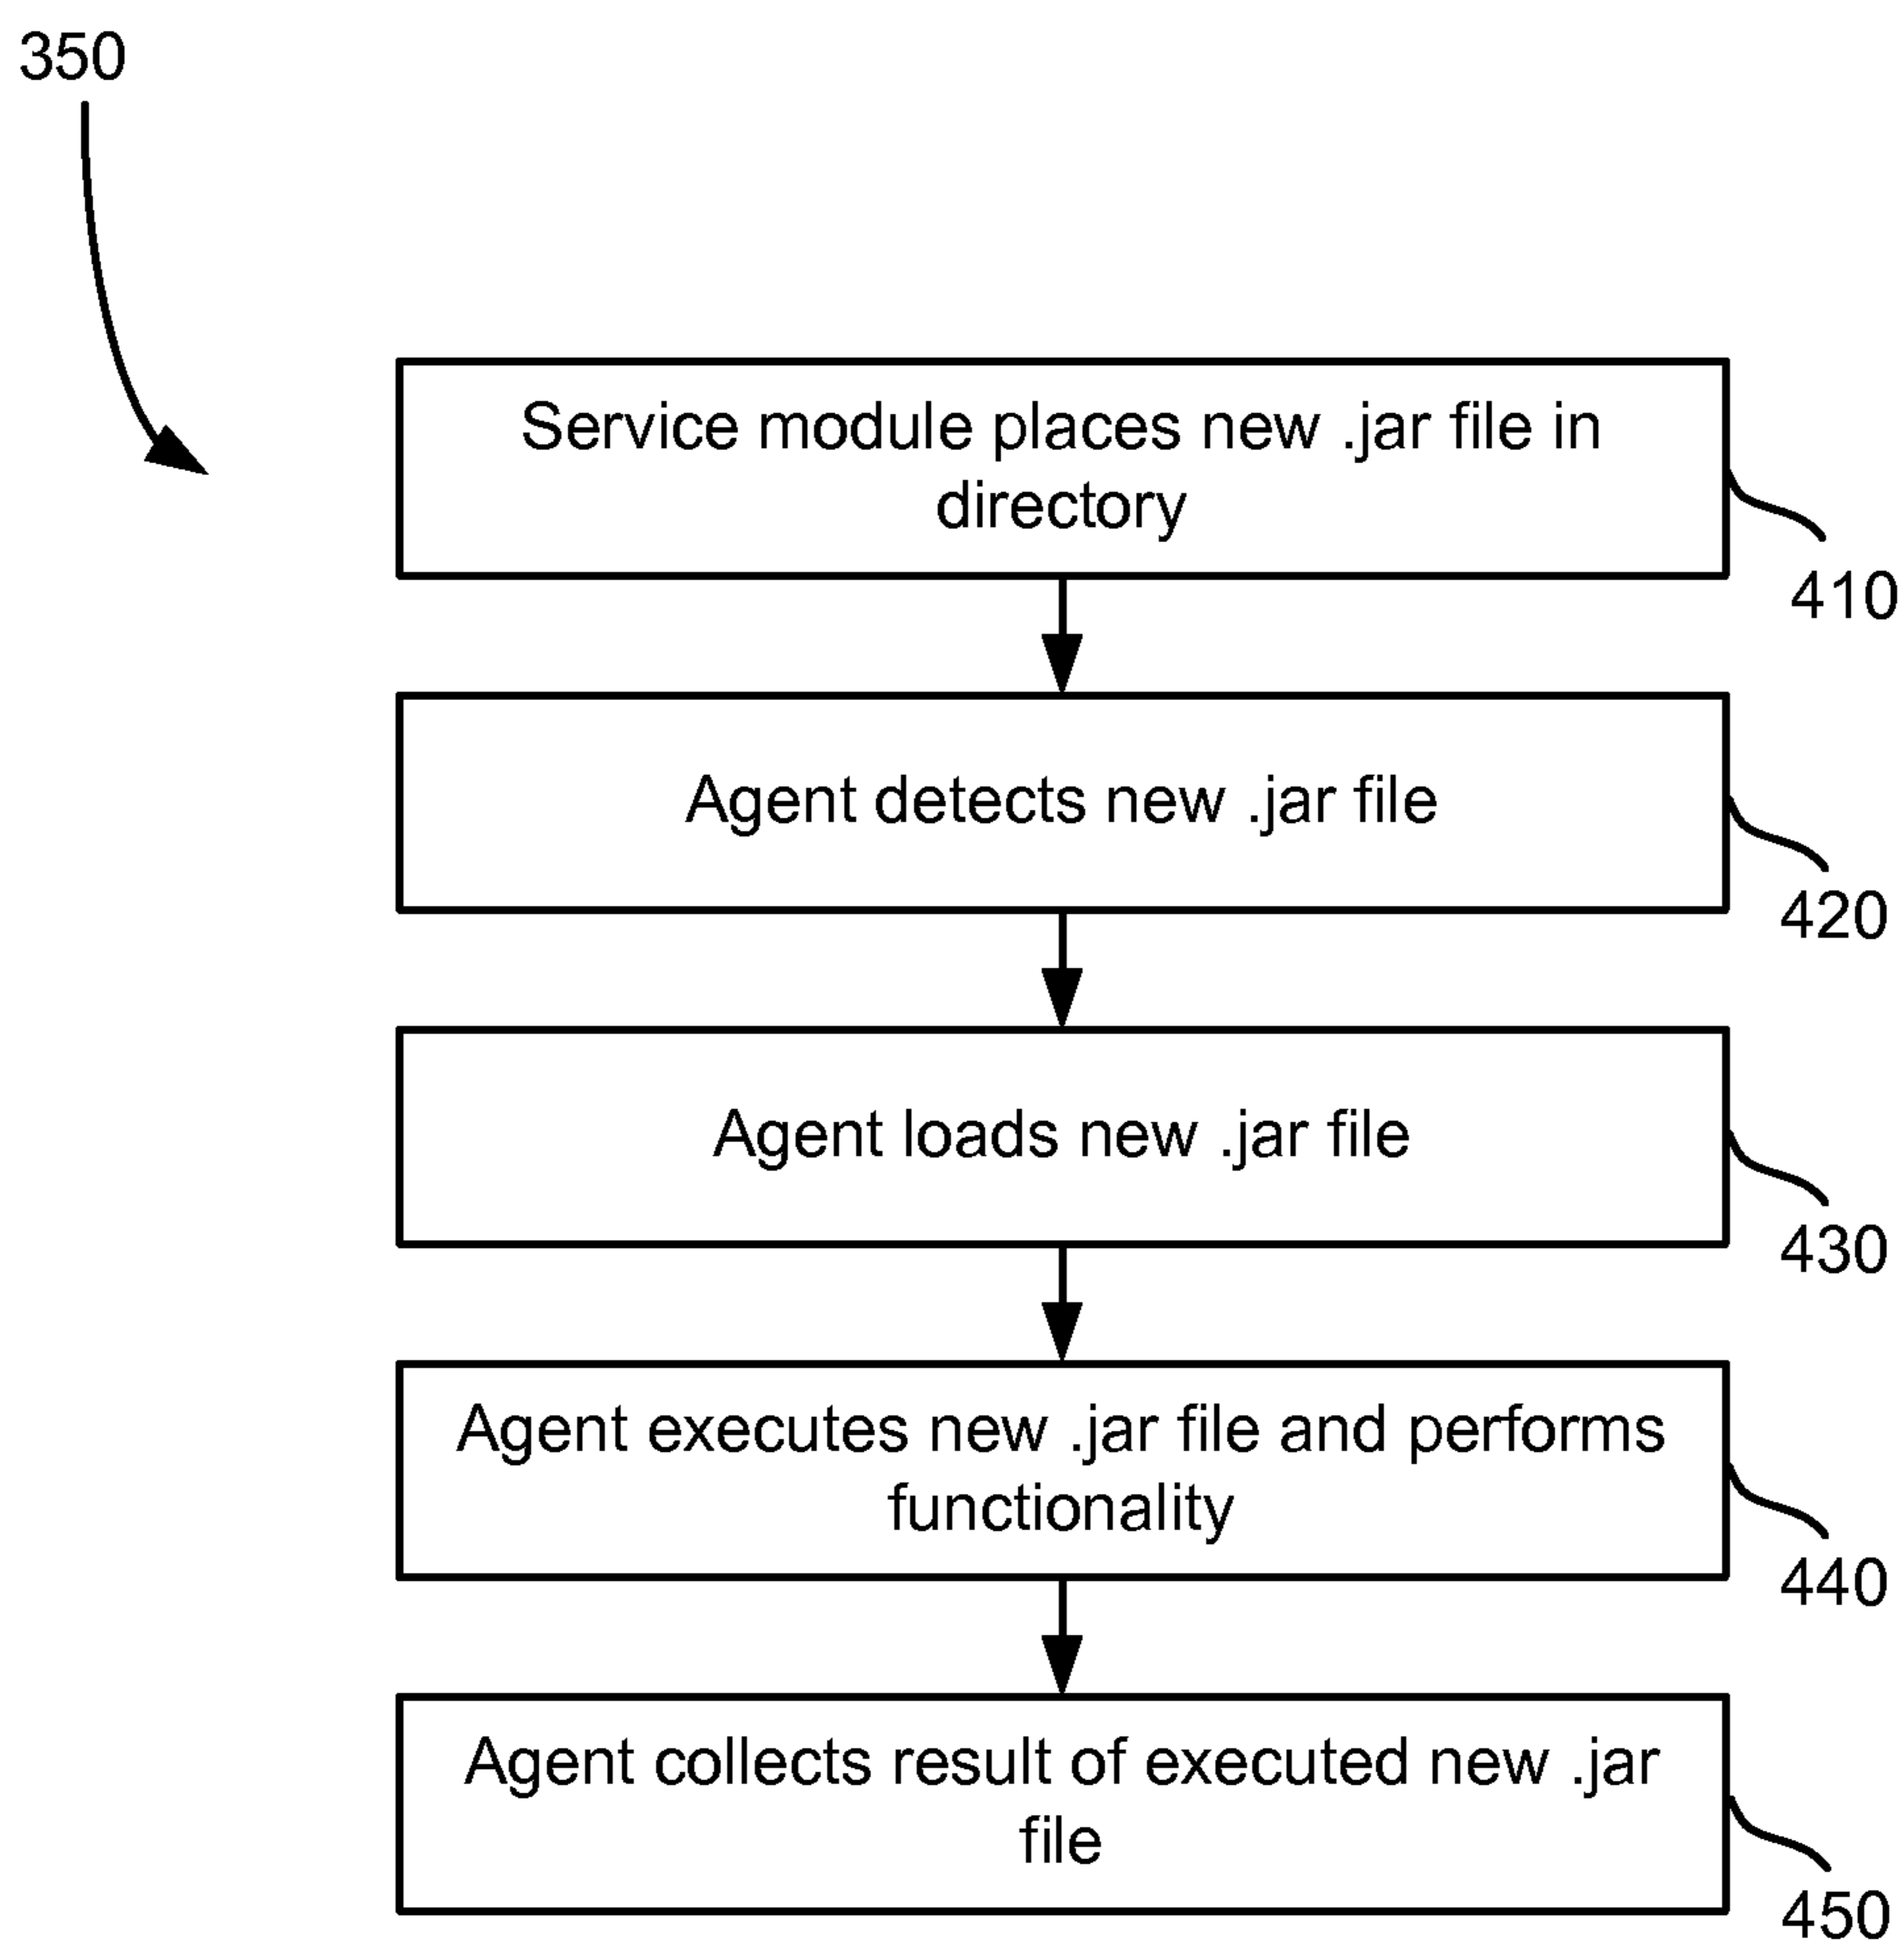 350
Service module places new .jar file in
directory
410
Agent detects new .jar file
420
Agent loads new .jar file
430
Agent executes new .jar file and performs
functionality
440
Agent collects result of executed new .jar
file
450